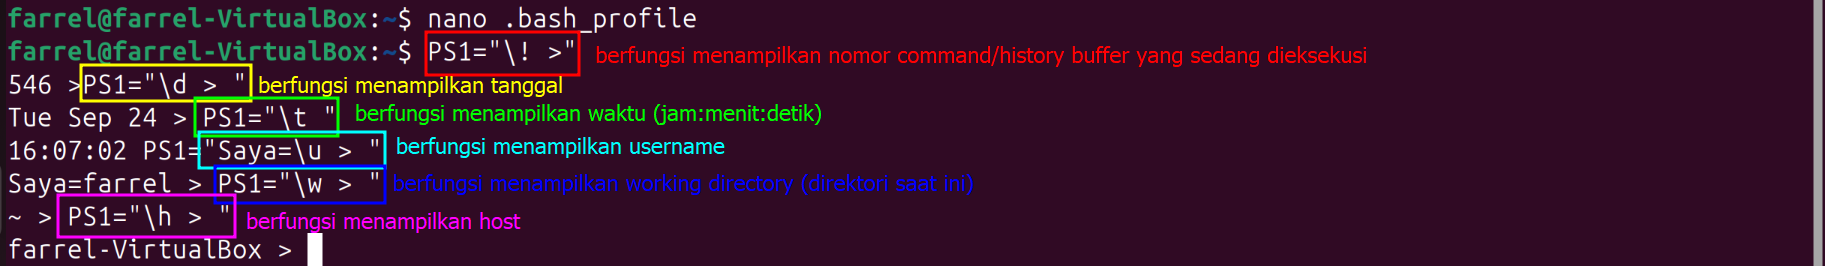 farrel@farrel-VirtualBox:~$ nano .bash_profile
farrel@farrel-VirtualBox:~$ PS1="\! >" berfungsi menampilkan nomor command/history buffer yang sedang dieksekusi
546 >PS1="\d > " berfungsi menampilkan tanggal
Tue Sep 24 > PS1="\t " berfungsi menampilkan waktu (jam:menit:detik)
16:07:02 PS1="Saya=\u > " berfungsi menampilkan username
Saya=farrel > PS1="\w > " berfungsi menampilkan working directory (direktori saat ini)
~ > PS1="\h > " berfungsi menampilkan host
farrel-VirtualBox >